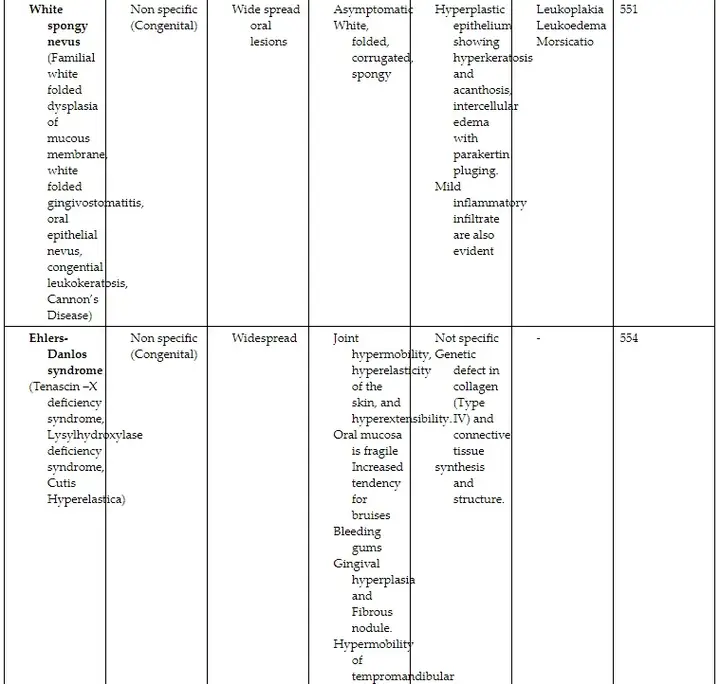 White
spongy
nevus
(Familial
white
folded
dysplasia
of
mucous
membrane,
white
folded
gingivostomatitis,
oral
epithelial
nevus,
congential
leukokeratosis,
Cannon's
Disease)
Non specific
(Congenital)
Wide spread
oral
lesions
Asymptomatic
White,
folded,
corrugated,
spongy
Hyperplastic
epithelium
showing
hyperkeratosis
and
acanthosis,
intercellular
edema
with
parakertin
pluging.
Mild
inflammatory
infiltrate
are also
evident
Leukoplakia
Leukoedema
Morsicatio
551
Ehlers-
Danlos
syndrome
(Tenascin –X
deficiency
syndrome,
Lysylhydroxylase
deficiency
syndrome,
Cutis
Hyperelastica)
Non specific
(Congenital)
Widespread
Joint
hypermobility,
hyperelasticity
of the
skin, and
hyperextensibility.
Oral mucosa
is fragile
Increased
tendency
for
bruises
Bleeding
gums
Gingival
hyperplasia
and
Fibrous
nodule.
Hypermobility
of
tempromandibular
Not specific
Genetic
defect in
collagen
(Type
IV) and
connective
tissue
synthesis
and
structure.
-
554